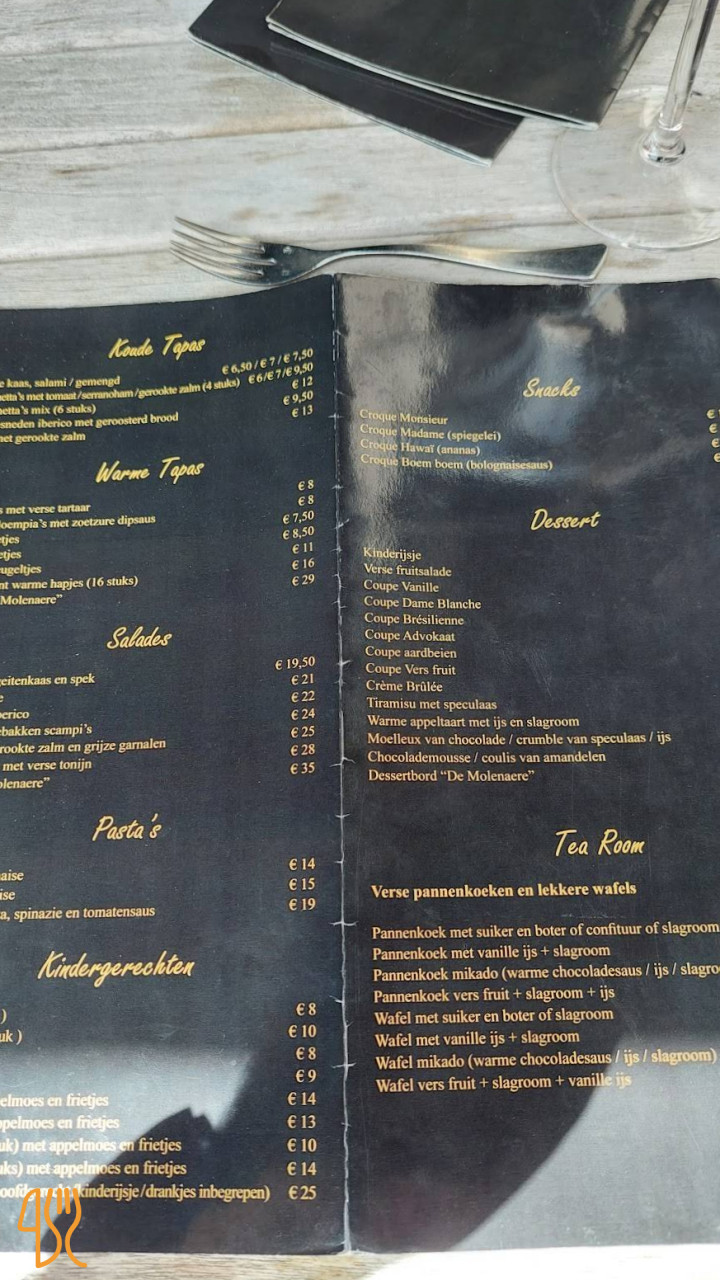 Koude Tapas
kaas, salami / gemengd € 6,50 / € 7 / € 7,50
etta's met tomaat / serranoham / gerookte zalm (4 stuks) € 6/€ 7/€ 9,50
etta's mix (6 stuks) € 12
sneden iberico met geroosterd brood € 9,50
et gerookte zalm € 13
Warme Tapas
€ 8
s met verse tartaar € 8
oempia's met zoetzure dipsaus € 7,50
tjes € 8,50
etjes € 11
ugeltjes € 16
nt warme hapjes (16 stuks) € 29
Molenaere"
Salades
€ 19,50
eitenkaas en spek € 21
e € 22
perico € 24
bakken scampi's € 25
rookte zalm en grijze garnalen € 28
met verse tonijn € 35
olenaere"
Pasta's
€ 14
aise € 15
ise € 19
a, spinazie en tomatensaus
Kindergerechten
) € 8
uk ) € 10
€ 8
€ 9
elmoes en frietjes € 14
ppelmoes en frietjes € 13
uk) met appelmoes en frietjes € 10
uks) met appelmoes en frietjes € 14
(kinderijsje/drankjes inbegrepen) € 25
Snacks
Croque Monsieur €
Croque Madame (spiegelei) €
Croque Hawaï (ananas) €
Croque Boem boem (bolognaisesaus) €
Dessert
Kinderijsje
Verse fruitsalade
Coupe Vanille
Coupe Dame Blanche
Coupe Brésilienne
Coupe Advokaat
Coupe aardbeien
Coupe Vers fruit
Crème Brûlée
Tiramisu met speculaas
Warme appeltaart met ijs en slagroom
Moelleux van chocolade / crumble van speculaas / ijs
Chocolademousse / coulis van amandelen
Dessertbord "De Molenaere"
Tea Room
Verse pannenkoeken en lekkere wafels
Pannenkoek met suiker en boter of confituur of slagroom
Pannenkoek met vanille ijs + slagroom
Pannenkoek mikado (warme chocoladesaus / ijs / slagro
Pannenkoek vers fruit + slagroom + ijs
Wafel met suiker en boter of slagroom
Wafel met vanille ijs + slagroom
Wafel mikado (warme chocoladesaus / ijs / slagroom)
Wafel vers fruit + slagroom + vanille ijs